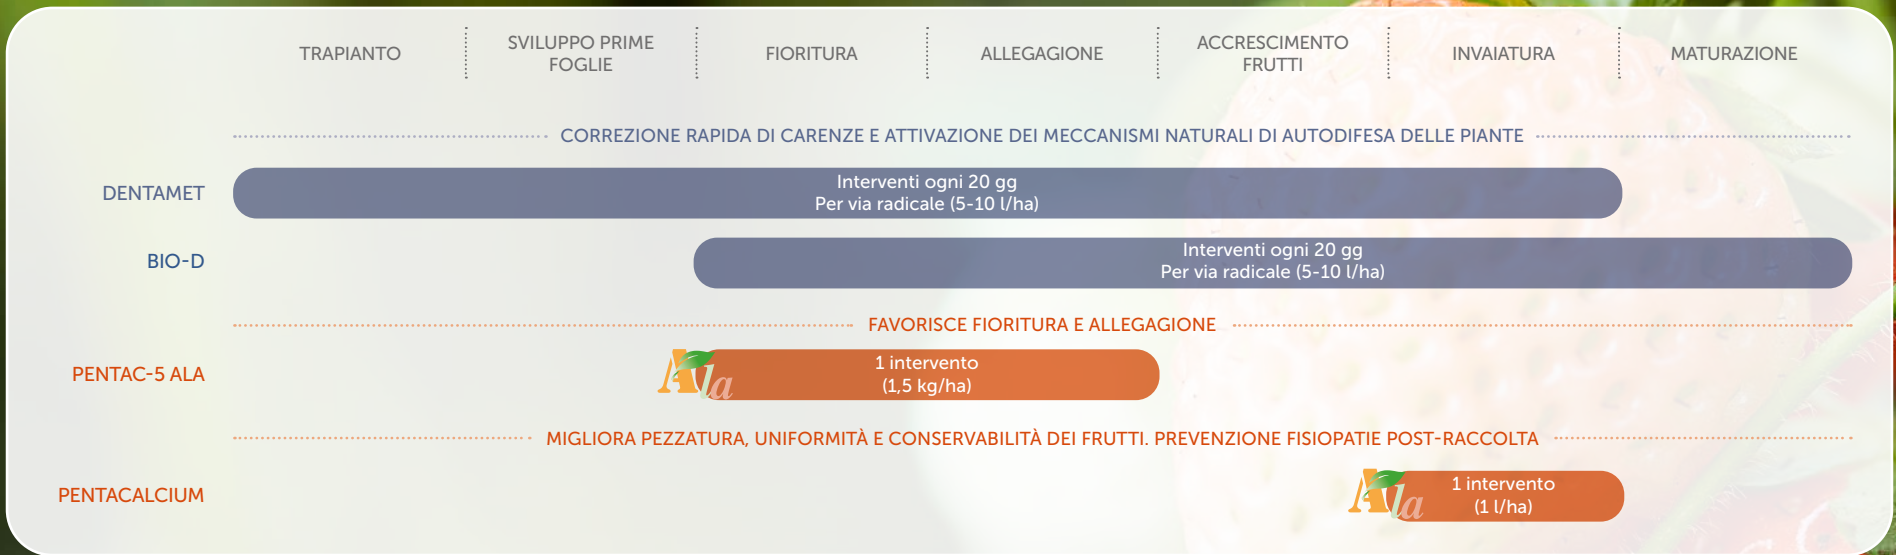 TRAPIANTO
SVILUPPO PRIME
FOGLIE
FIORITURA
ALLEGAGIONE
ACCRESCIMENTO
FRUTTI
INVAIATURA
MATURAZIONE
CORREZIONE RAPIDA DI CARENZE E ATTIVAZIONE DEI MECCANISMI NATURALI DI AUTODIFESA DELLE PIANTE
DENTAMET
Interventi ogni 20 gg
Per via radicale (5-10 l/ha)
BIO-D
Interventi ogni 20 gg
Per via radicale (5-10 l/ha)
FAVORISCE FIORITURA E ALLEGAGIONE
PENTAC-5 ALA
Ala
1 intervento
(1,5 kg/ha)
MIGLIORA PEZZATURA, UNIFORMITÀ E CONSERVABILITÀ DEI FRUTTI. PREVENZIONE FISIOPATIE POST-RACCOLTA
PENTACALCIUM
Ala
1 intervento
(1 l/ha)